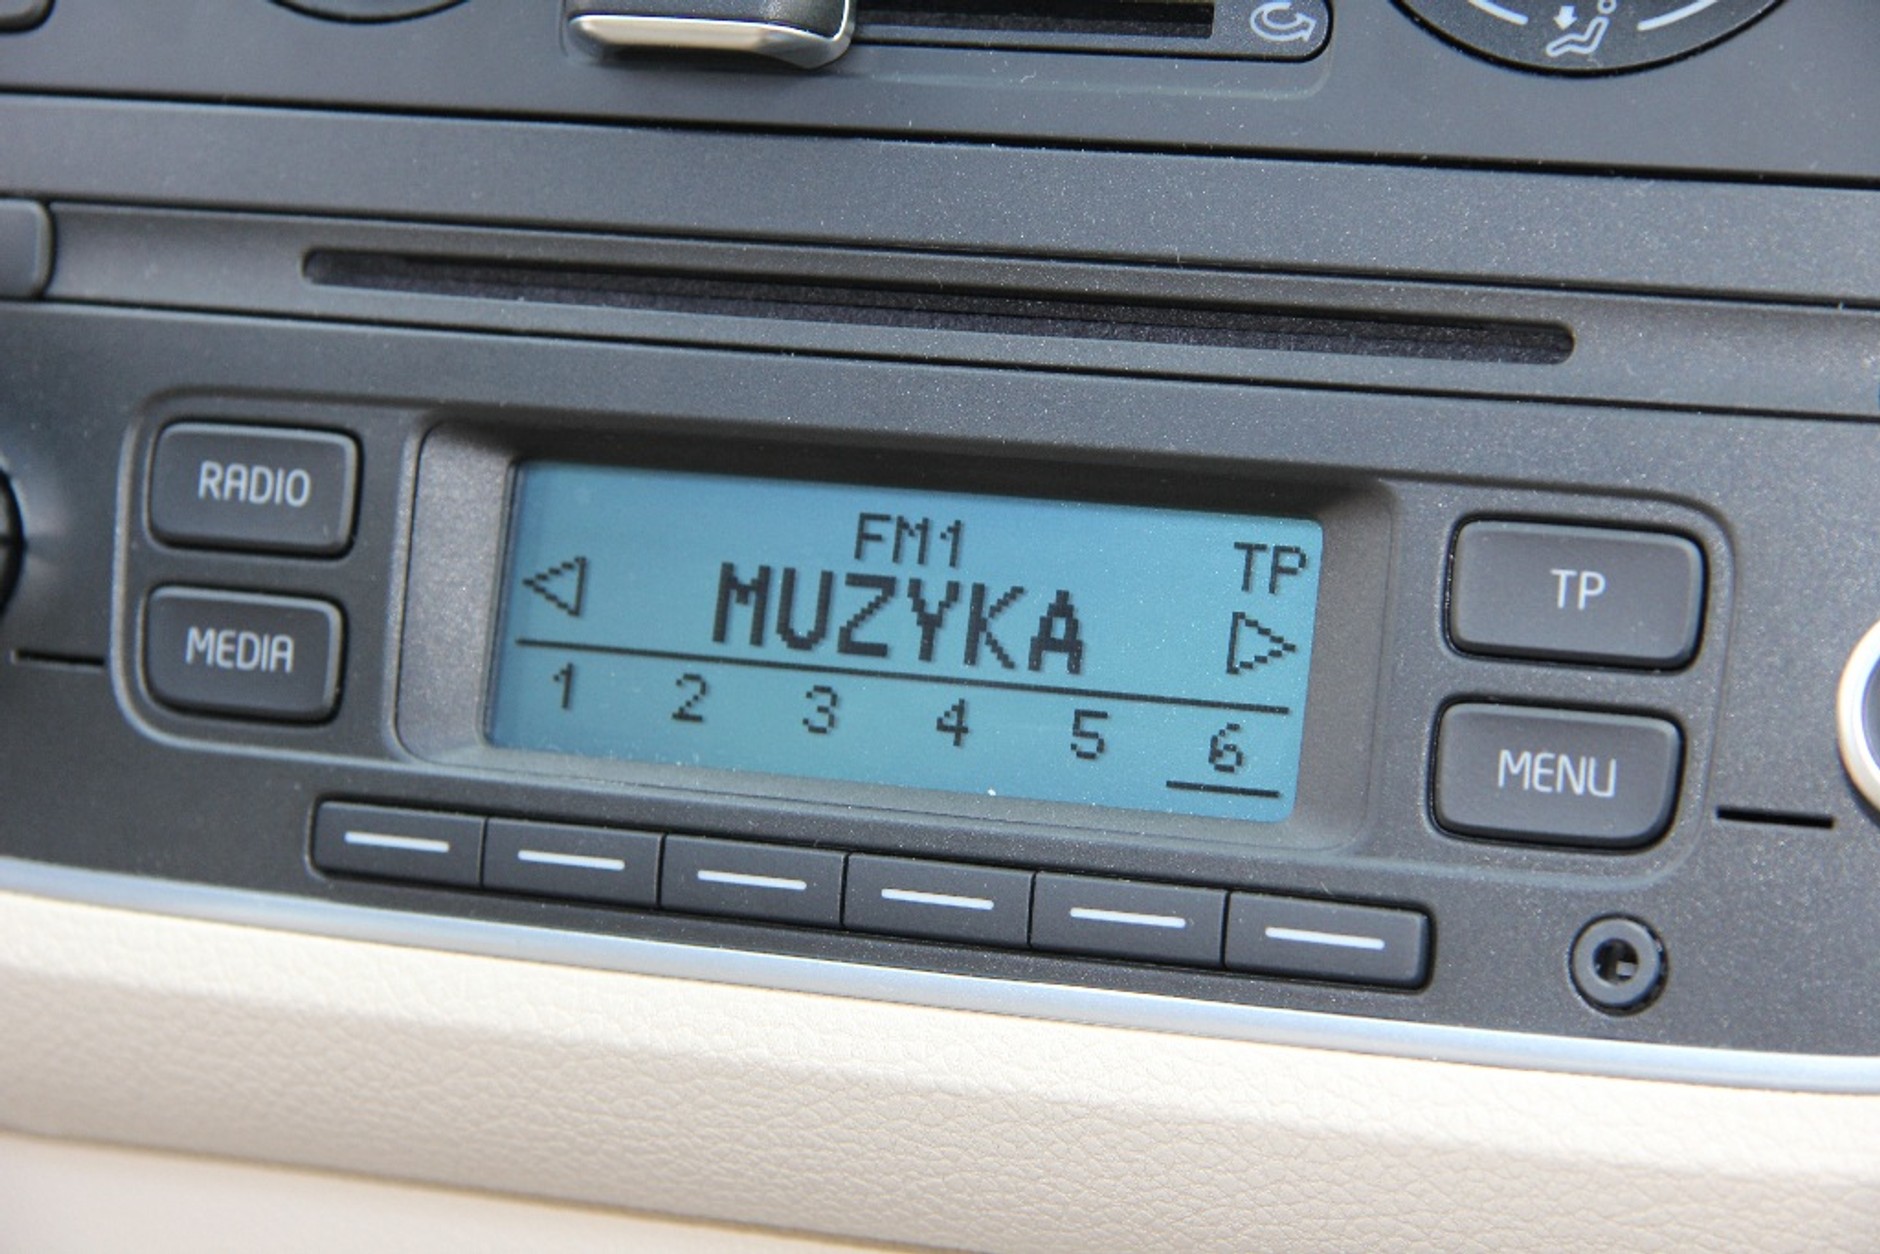 RADIO
MEDIA
FM1
TP
MUZYKA
1 2 3 4 5 6
TP
MENU